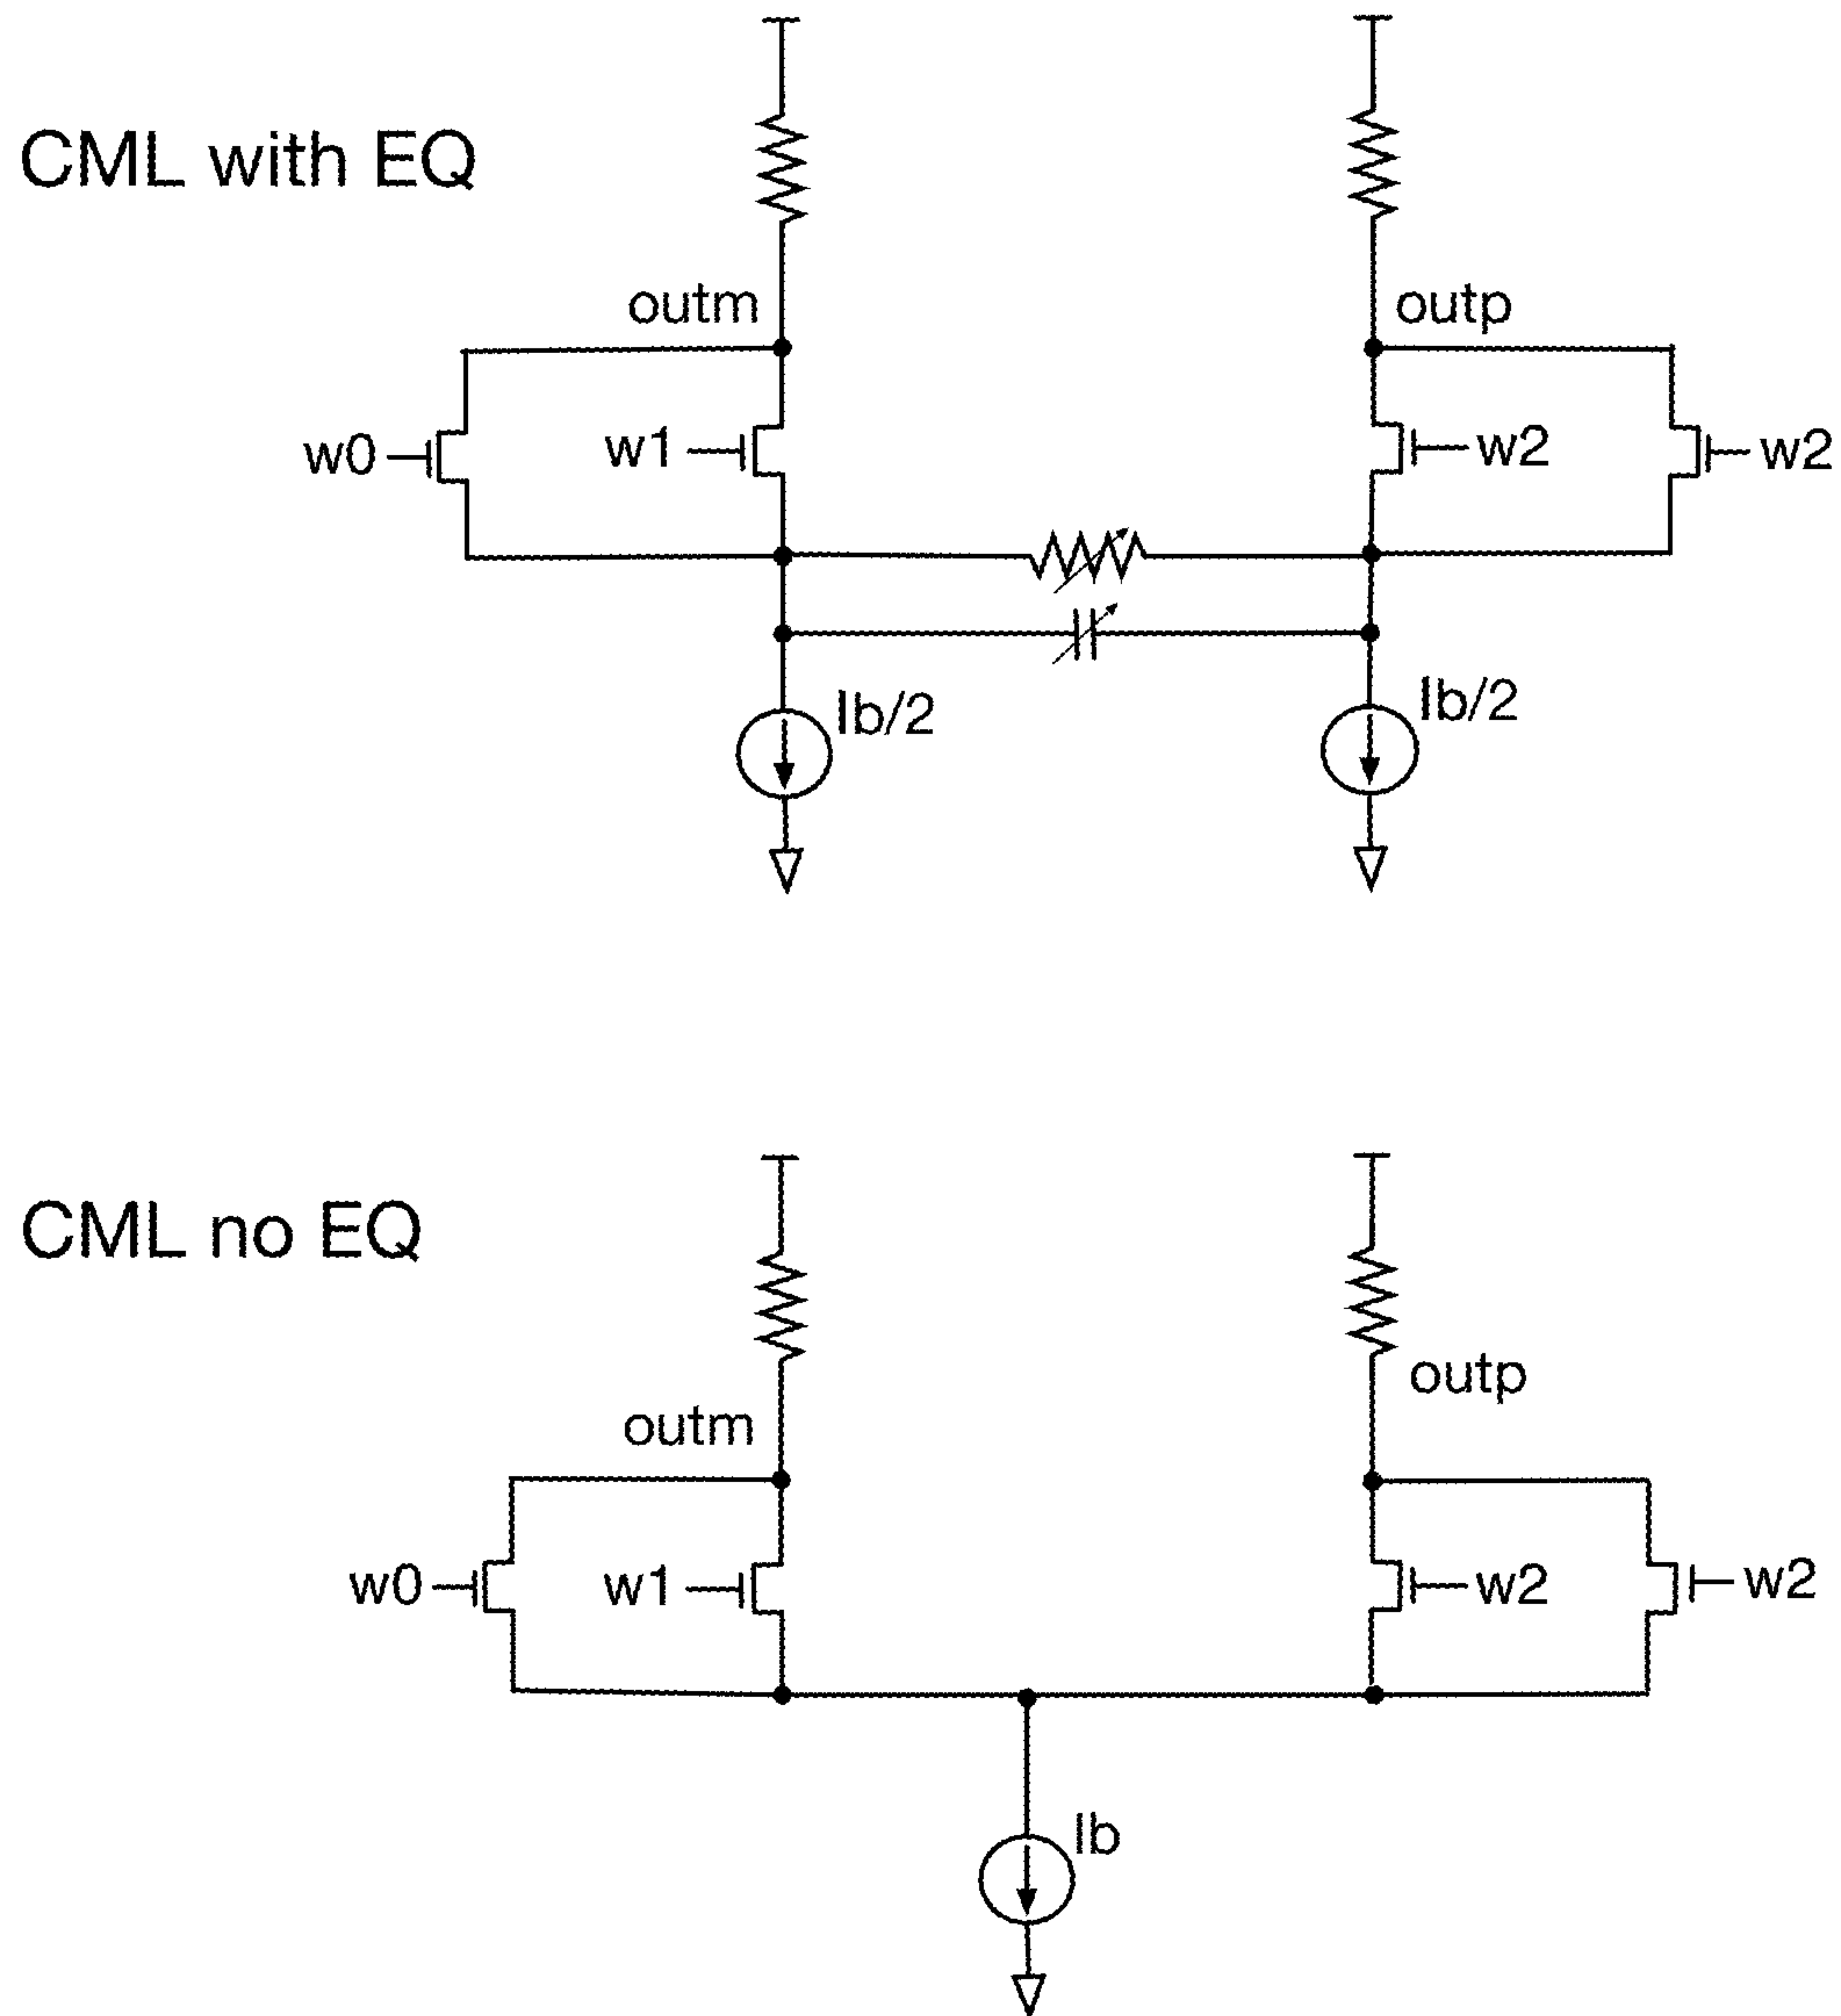 CML with EQ
outm
outp
w0
w1
w2
w2
Ib/2
Ib/2
CML no EQ
outp
outm
w0
w1
w2
w2
Ib